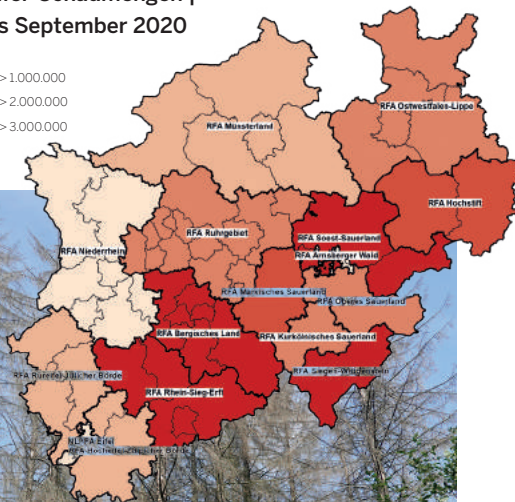 s September 2020
> 1.000.000
> 2.000.000
> 3.000.000
RFA Ostwestfalen-Lippe
RFA Münsterland
RFA Hochstift
RFA Ruhrgebiet
RFA Soest-Sauerland
RFA Niederrhein
RFA Arnsberger Wald
RFA Märkisches Sauerland
RFA Oberes Sauerland
RFA Bergisches Land
RFA Kurkölnisches Sauerland
RFA Rureifel-Jülicher Börde
RFA Siegen-Wittgenstein
RFA Rhein-Sieg-Erft
NLPFA Eifel
RFA Hocheifel-Zülpicher Börde